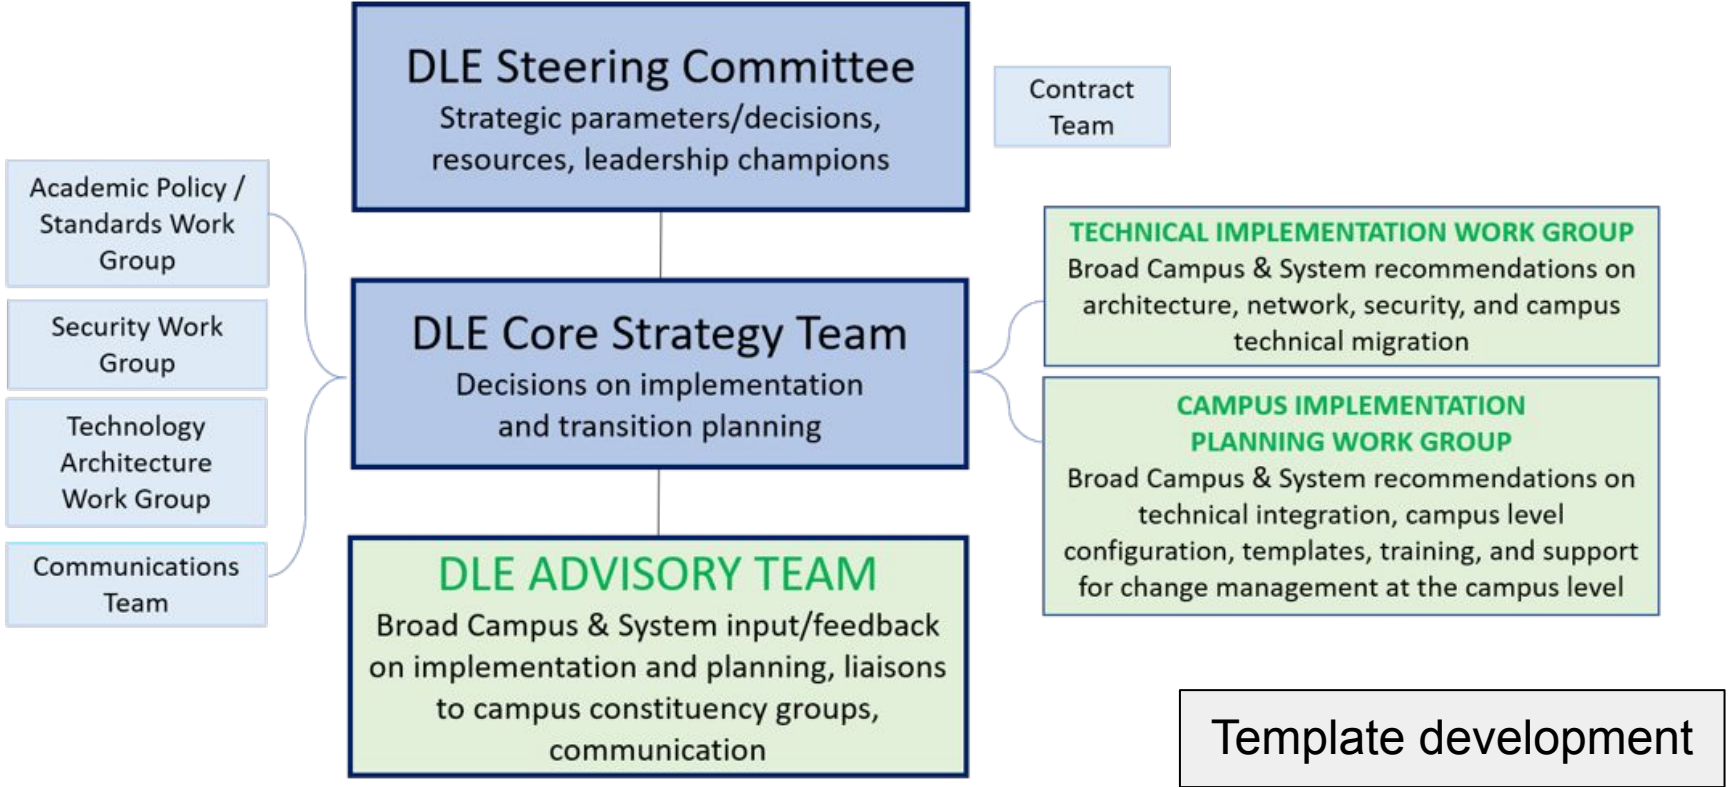 DLE Steering Committee
Strategic parameters/decisions,
resources, leadership champions
Contract
Team
Academic Policy /
Standards Work
Group
Security Work
Group
Technology
Architecture
Work Group
Communications
Team
DLE Core Strategy Team
Decisions on implementation
and transition planning
TECHNICAL IMPLEMENTATION WORK GROUP
Broad Campus & System recommendations on
architecture, network, security, and campus
technical migration
CAMPUS IMPLEMENTATION
PLANNING WORK GROUP
Broad Campus & System recommendations on
technical integration, campus level
configuration, templates, training, and support
for change management at the campus level
DLE ADVISORY TEAM
Broad Campus & System input/feedback
on implementation and planning, liaisons
to campus constituency groups,
communication
Template development